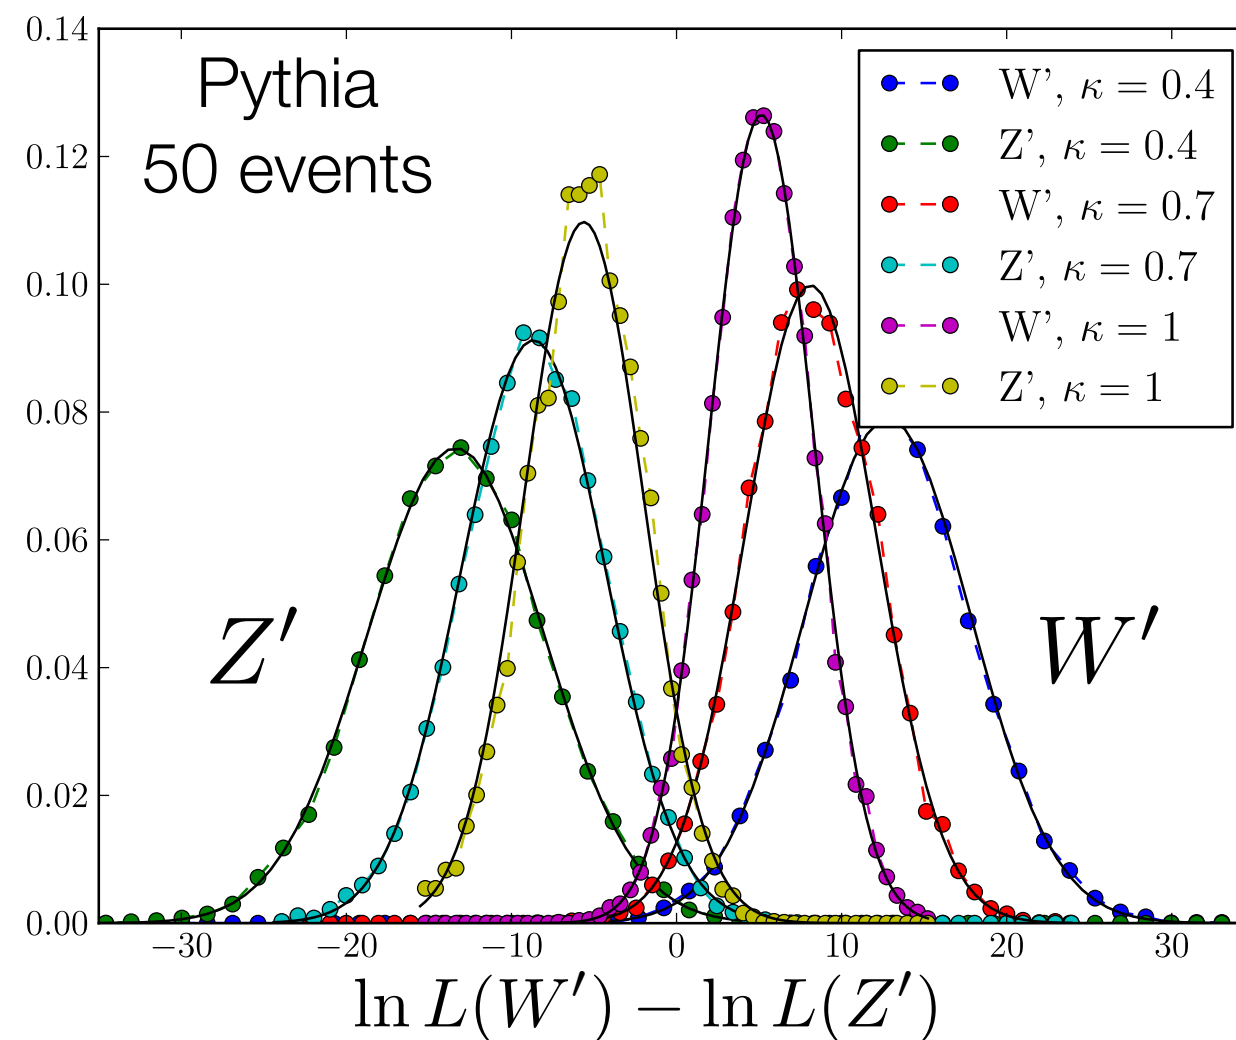 0.14
0.12
0.10
0.08
0.06
0.04
0.02
0.00
Pythia
50 events
W', κ = 0.4
Z', κ = 0.4
W', κ = 0.7
Z', κ = 0.7
W', κ = 1
Z', κ = 1
Z′
W′
−30 −20 −10 0 10 20 30
ln L(W′) − ln L(Z′)